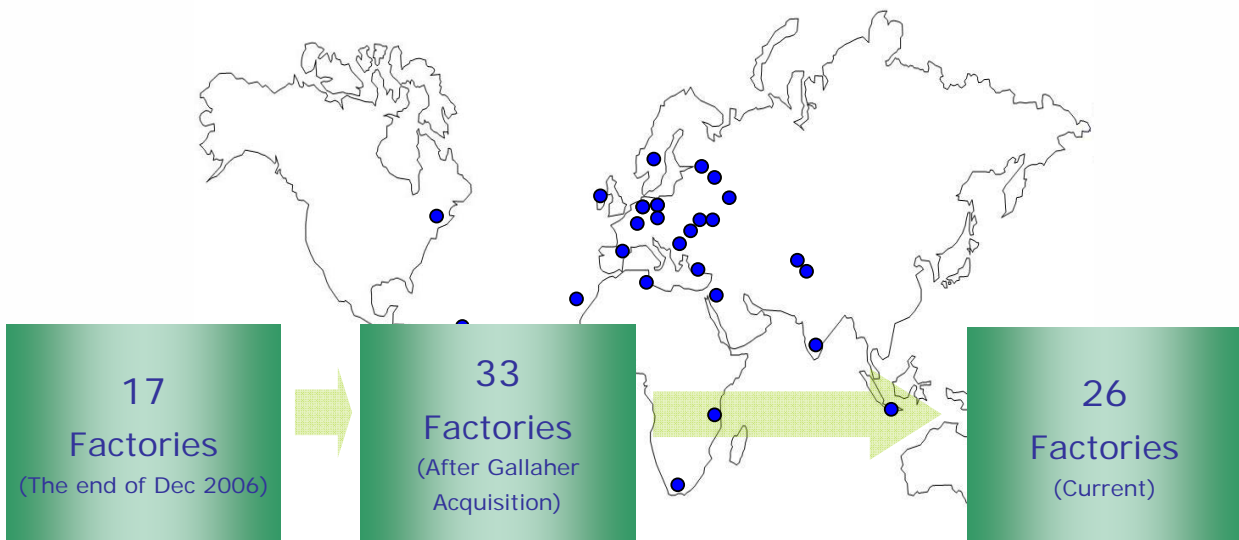 17
Factories
(The end of Dec 2006)
33
Factories
(After Gallaher
Acquisition)
26
Factories
(Current)